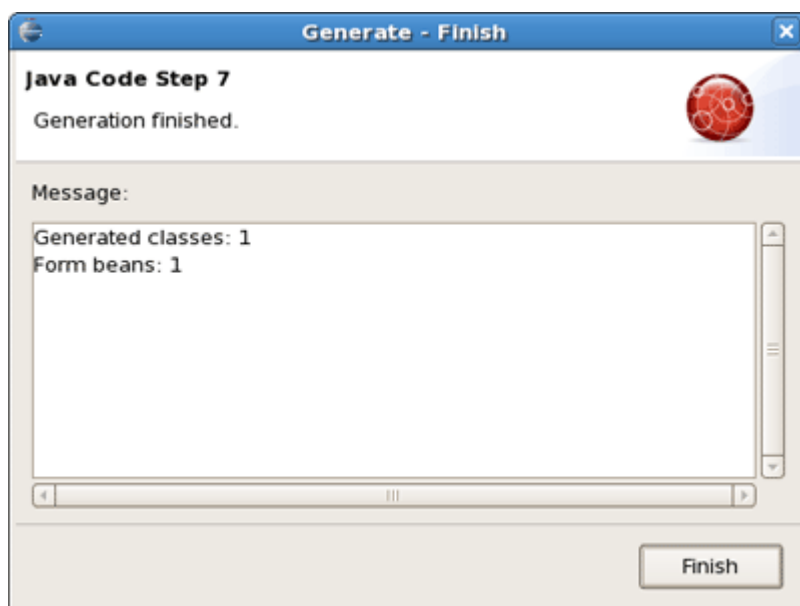 Generate - Finish
Java Code Step 7
Generation finished.
Message:
Generated classes: 1
Form beans: 1
Finish